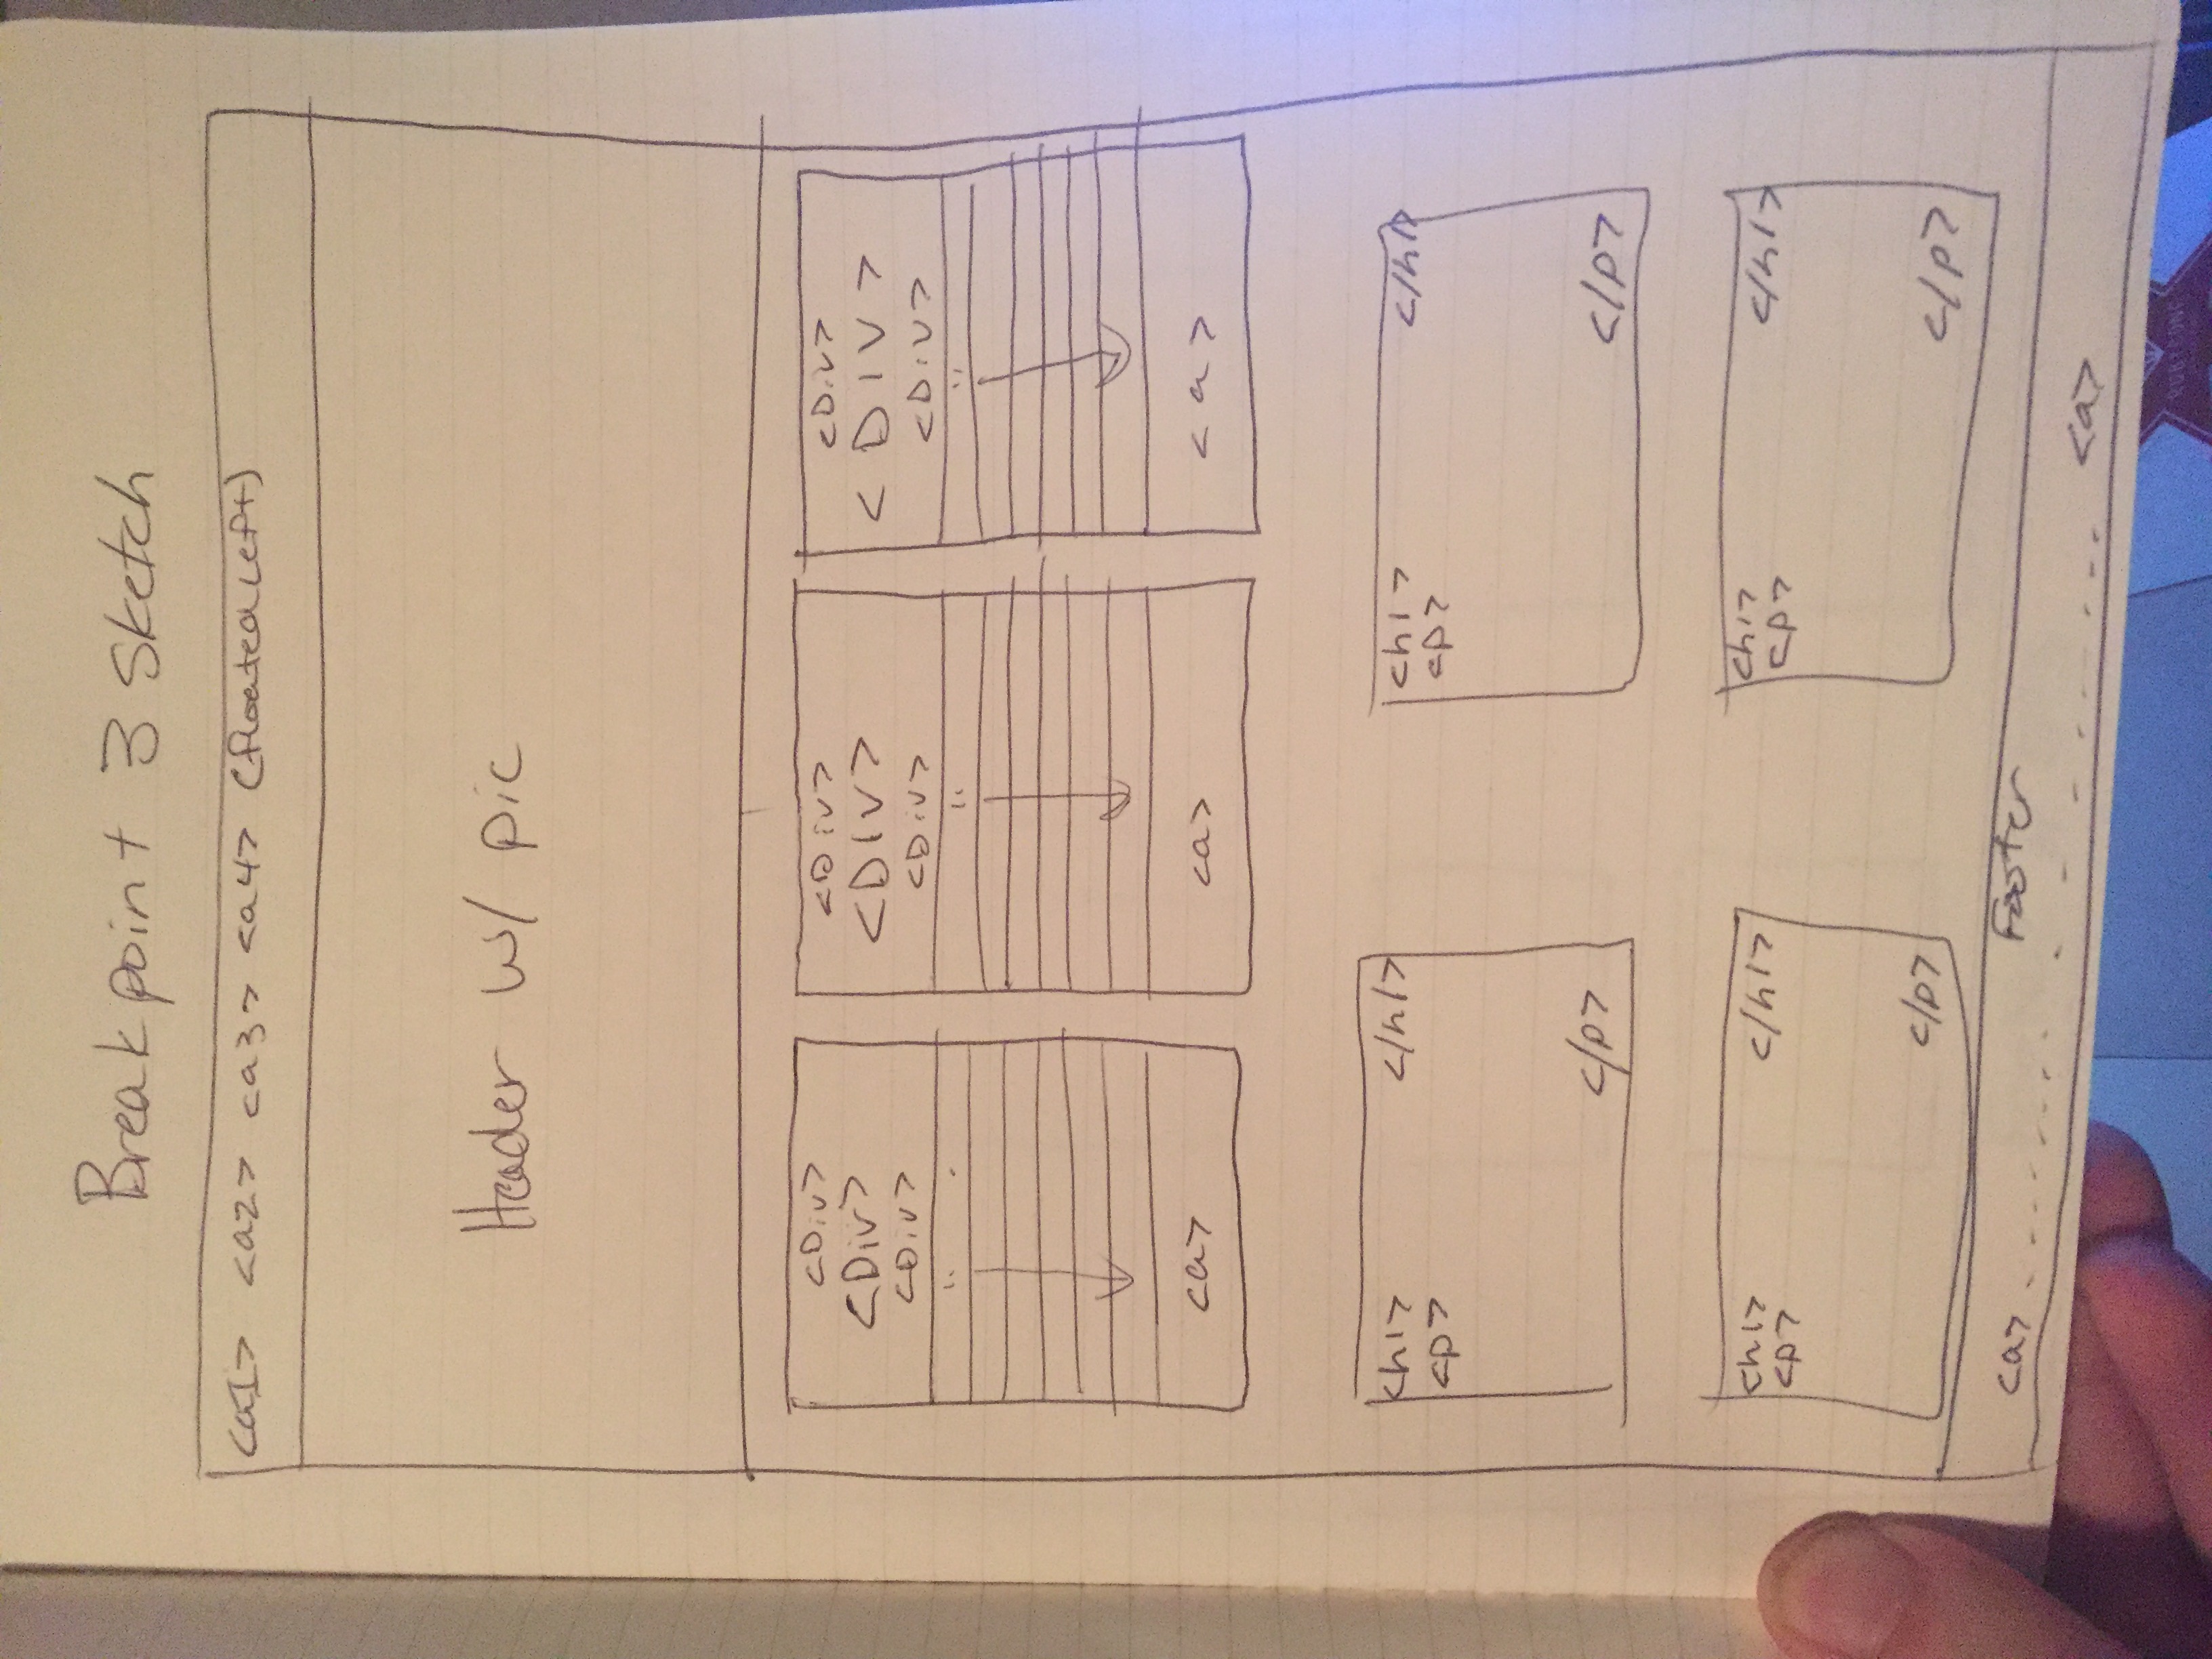 Breakpoint 3 Sketch
<a1> <a2> <a3> <a4> (floated left)
Header w/ pic
<Div> <Div> <Div>
<Div> <DIV> <DIV>
<Div> <Div> <Div>
<a> <a> <a>
<h1> </h1> <h1> </h1>
<p> <p>
</p> </p>
<h1> </h1> <h1> </h1>
<p> <p>
</p> </p>
<a> Footer
<a>
RUBYCONF